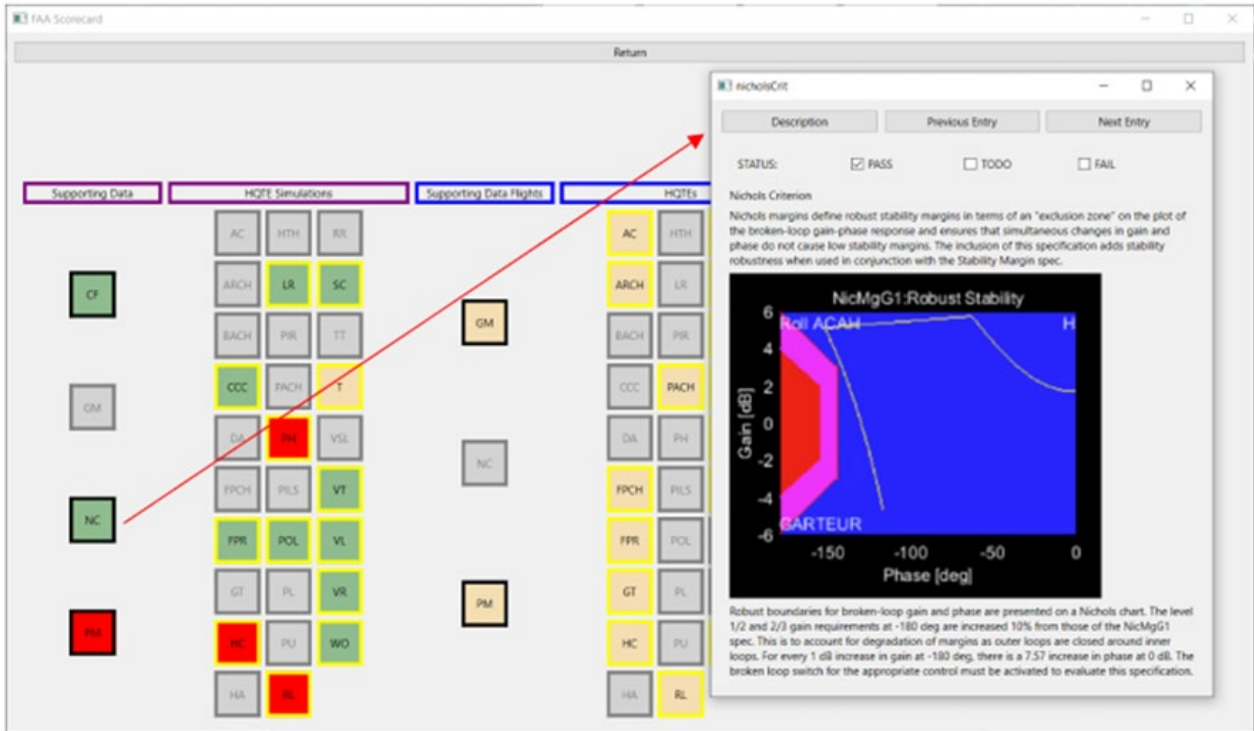 FAA Scorecard
Return
Supporting Data
HQTE Simulations
Supporting Data Flights
HQTEs
CF
GM
NC
PM
AC HTH RR
ARCH LR SC
BACH PIR TT
CCC PACH T
DA PH VSL
FPCH PILS VT
FPR POL VL
GT PL VR
HC PU WO
HA RL
GM
NC
PM
AC HTH
ARCH LR
BACH PIR
CCC PACH
DA PH
FPCH PILS
FPR POL
GT PL
HC PU
HA RL
nicholsCrit
Description
Previous Entry
Next Entry
STATUS:
PASS
TODO
FAIL
Nichols Criterion
Nichols margins define robust stability margins in terms of an "exclusion zone" on the plot of
the broken-loop gain-phase response and ensures that simultaneous changes in gain and
phase do not cause low stability margins. The inclusion of this specification adds stability
robustness when used in conjunction with the Stability Margin spec.
NicMgG1:Robust Stability
Roll ACAH
H
6
4
2
0
-2
-4
-6
Gain [dB]
GARTEUR
-150 -100 -50 0
Phase [deg]
Robust boundaries for broken-loop gain and phase are presented on a Nichols chart. The level
1/2 and 2/3 gain requirements at -180 deg are increased 10% from those of the NicMgG1
spec. This is to account for degradation of margins as outer loops are closed around inner
loops. For every 1 dB increase in gain at -180 deg, there is a 7.57 increase in phase at 0 dB. The
broken loop switch for the appropriate control must be activated to evaluate this specification.